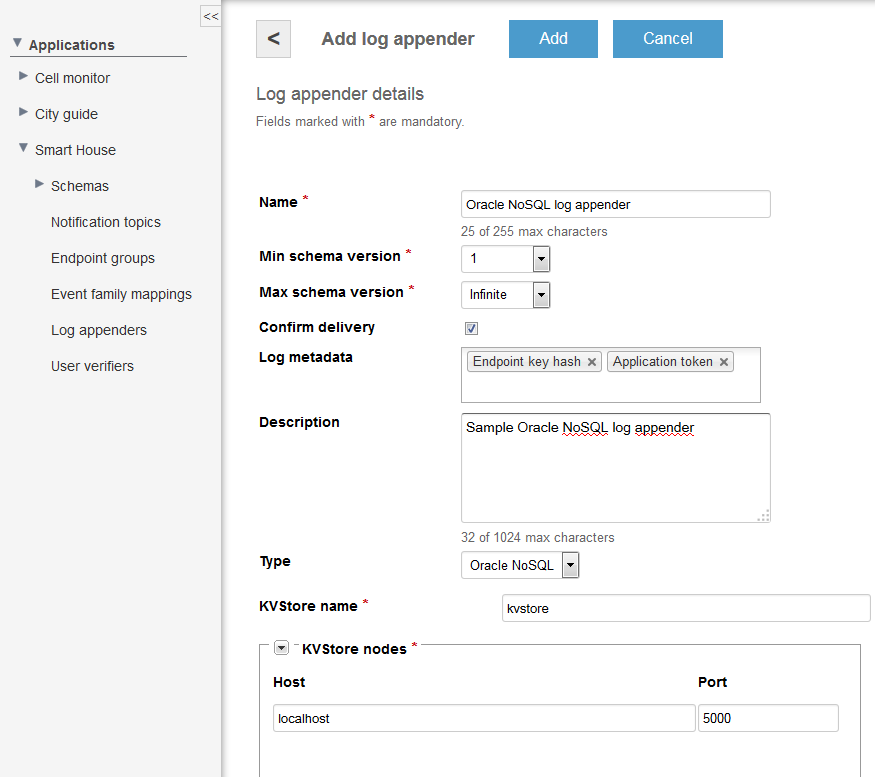 <<
Applications
Cell monitor
City guide
Smart House
Schemas
Notification topics
Endpoint groups
Event family mappings
Log appenders
User verifiers
< Add log appender Add Cancel
Log appender details
Fields marked with * are mandatory.
Name * Oracle NoSQL log appender
25 of 255 max characters
Min schema version * 1
Max schema version * Infinite
Confirm delivery
Log metadata Endpoint key hash × Application token ×
Description Sample Oracle NoSQL log appender
32 of 1024 max characters
Type Oracle NoSQL
KVStore name * kvstore
KVStore nodes *
Host Port
localhost 5000